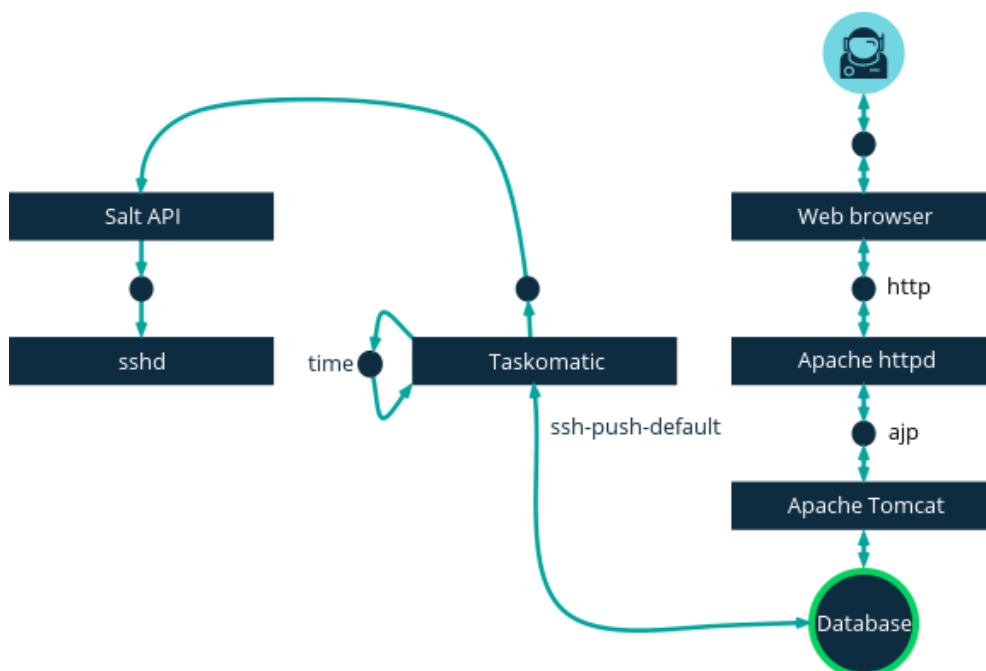 Salt API
Web browser
http
sshd
time
Taskomatic
Apache httpd
ssh-push-default
ajp
Apache Tomcat
Database